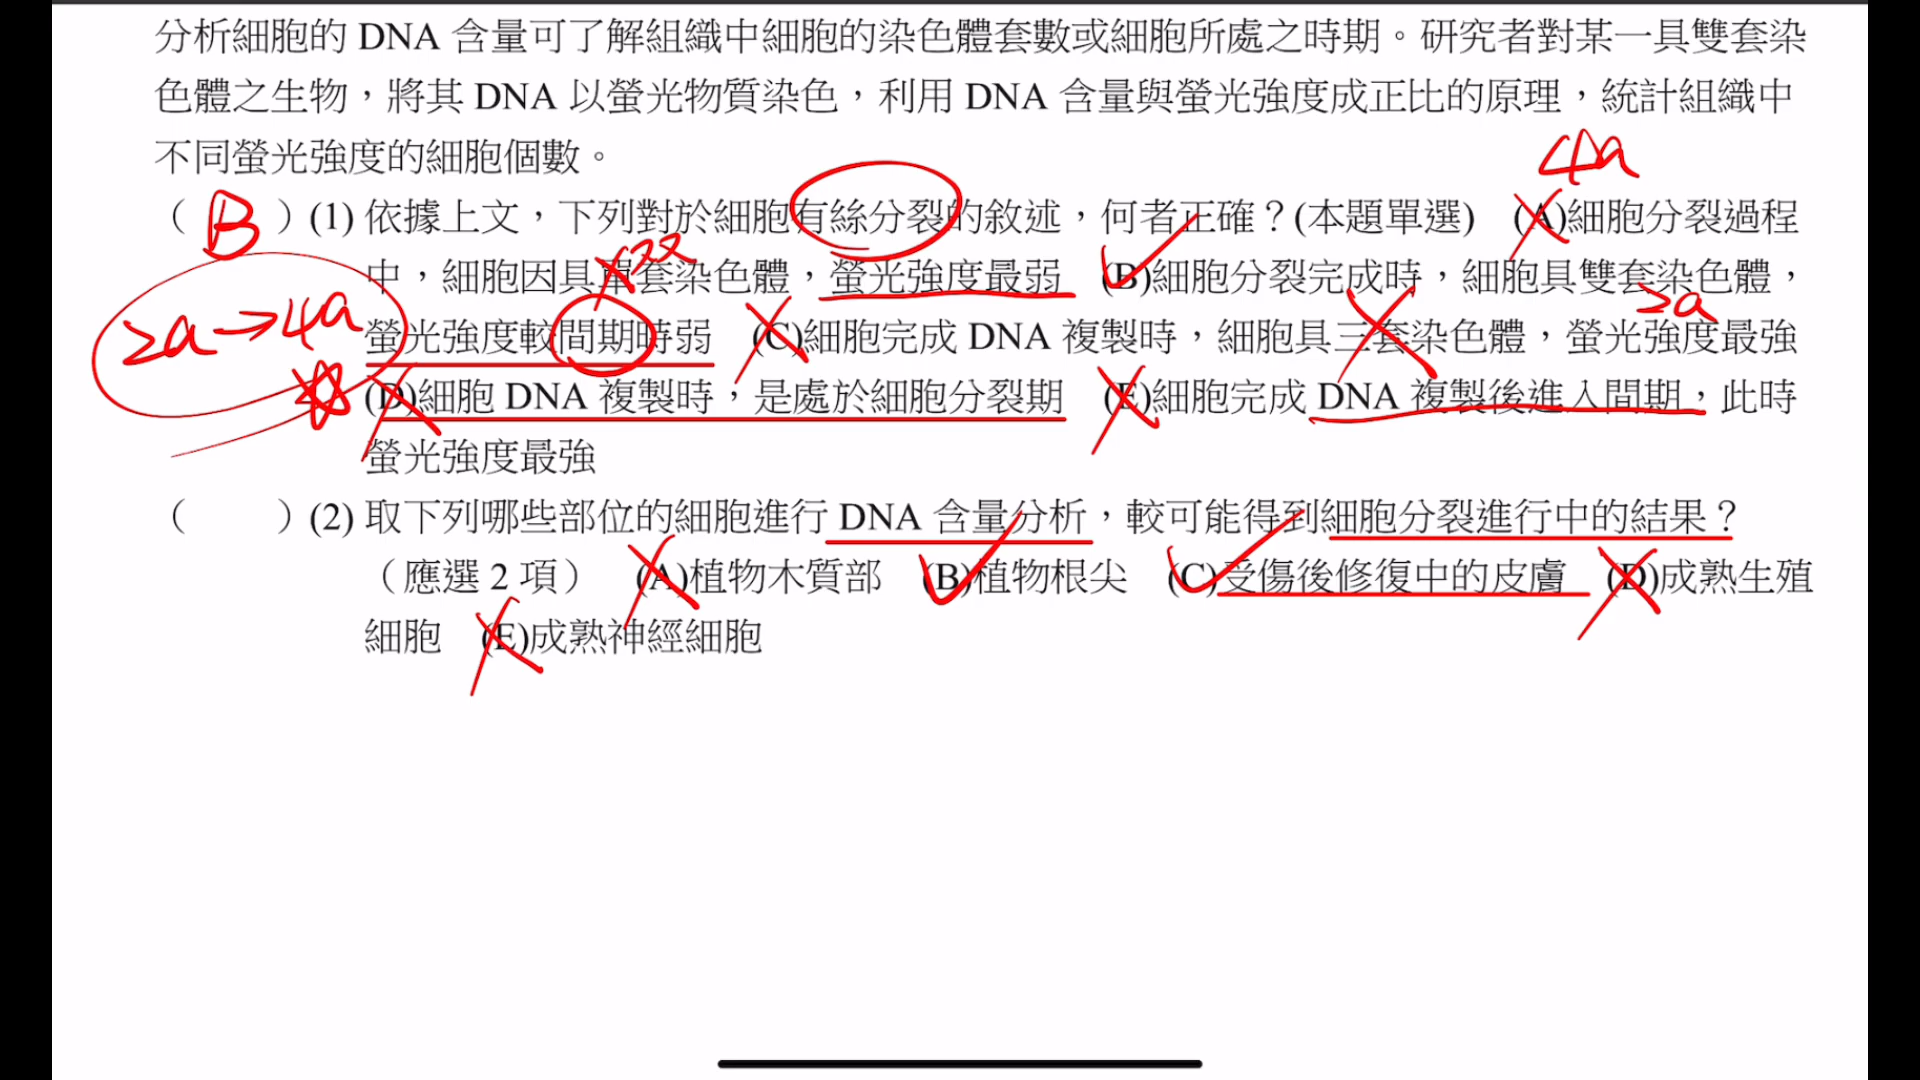 分析細胞的 DNA 含量可了解組織中細胞的染色體套數或細胞所處之時期。研究者對某一具雙套染
色體之生物，將其 DNA 以螢光物質染色，利用 DNA 含量與螢光強度成正比的原理，統計組織中
不同螢光強度的細胞個數。
4a
（ B ）(1) 依據上文，下列對於細胞有絲分裂的敘述，何者正確？(本題單選) (A)細胞分裂過程
双
中，細胞因具單套染色體，螢光強度最弱 (B)細胞分裂完成時，細胞具雙套染色體，
2a→4a
2a
螢光強度較間期時弱 (C)細胞完成 DNA 複製時，細胞具三套染色體，螢光強度最強
(D)細胞 DNA 複製時，是處於細胞分裂期 (E)細胞完成 DNA 複製後進入間期，此時
螢光強度最強
（ ）(2) 取下列哪些部位的細胞進行 DNA 含量分析，較可能得到細胞分裂進行中的結果？
（應選 2 項） (A)植物木質部 (B)植物根尖 (C)受傷後修復中的皮膚 (D)成熟生殖
細胞 (E)成熟神經細胞